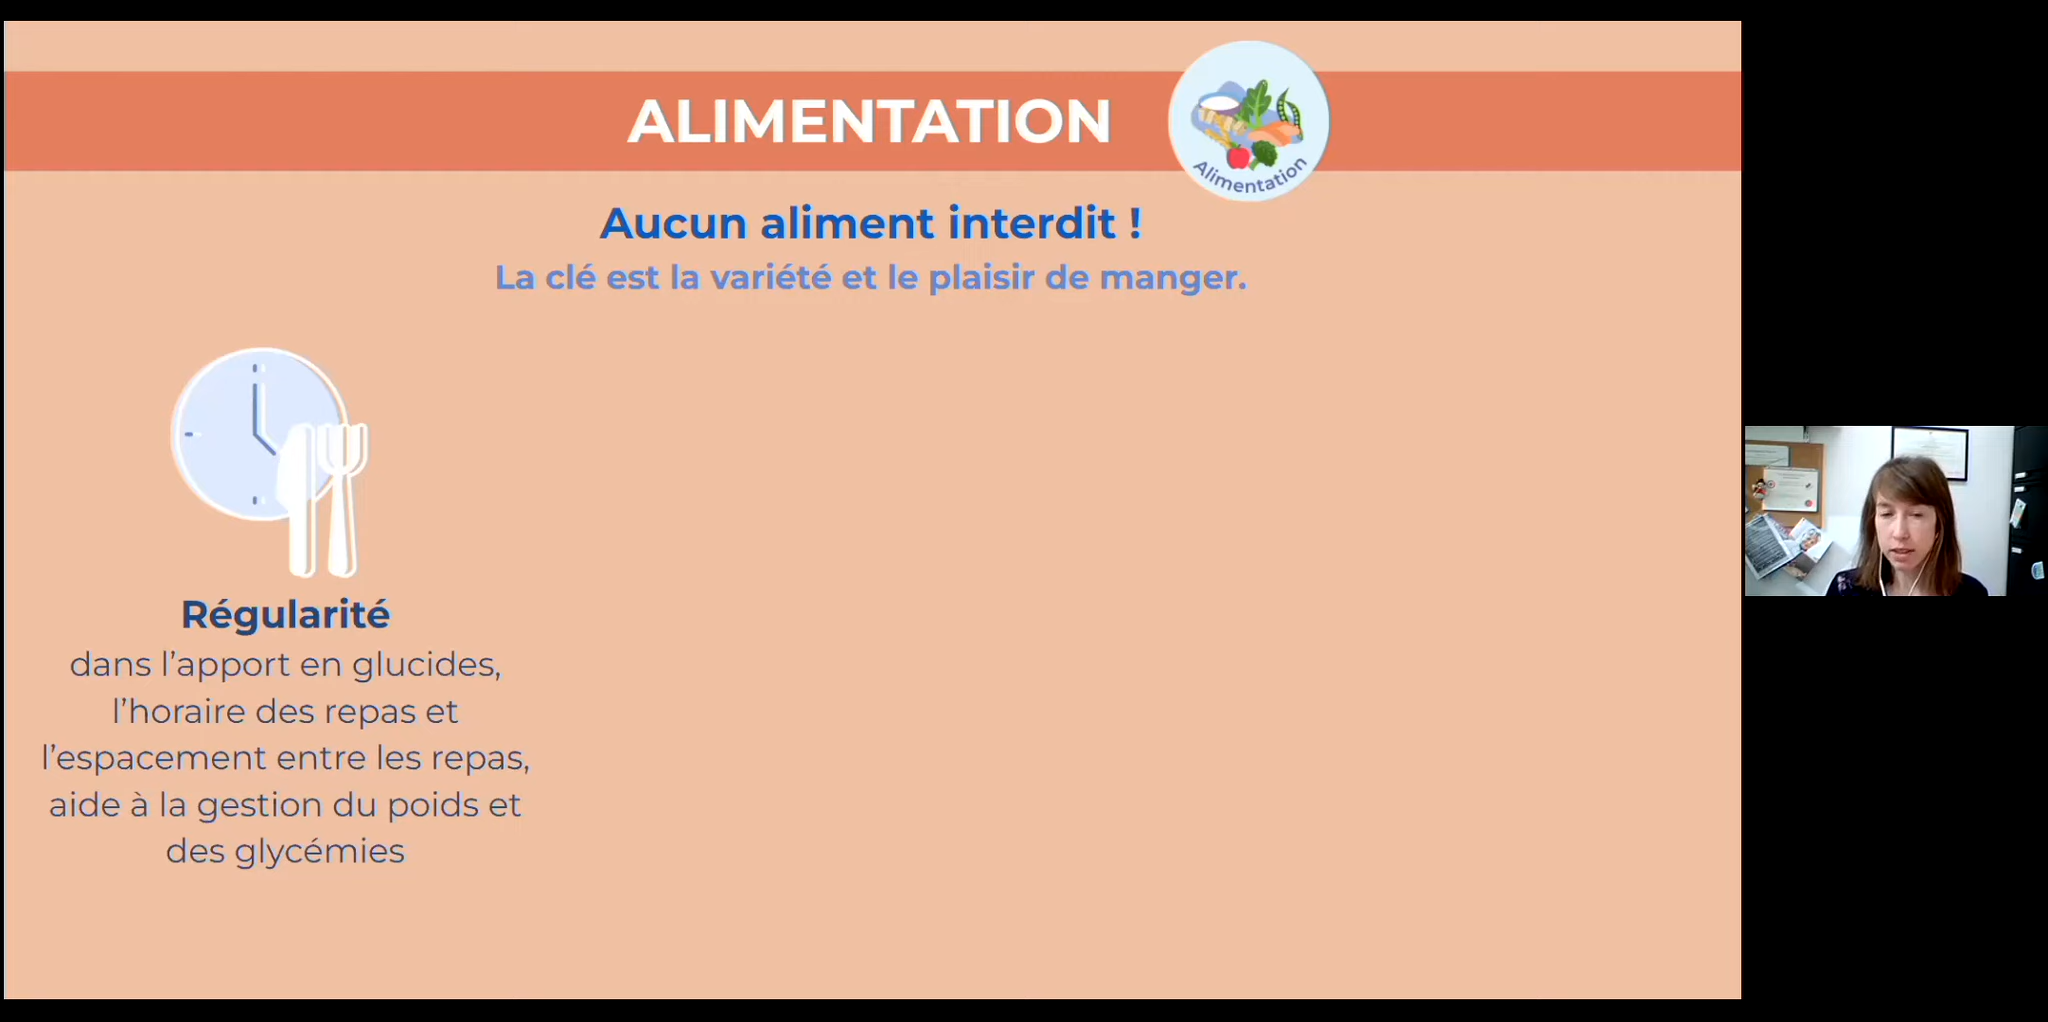 ALIMENTATION
Alimentation
Aucun aliment interdit !
La clé est la variété et le plaisir de manger.
Régularité
dans l'apport en glucides,
l'horaire des repas et
l'espacement entre les repas,
aide à la gestion du poids et
des glycémies